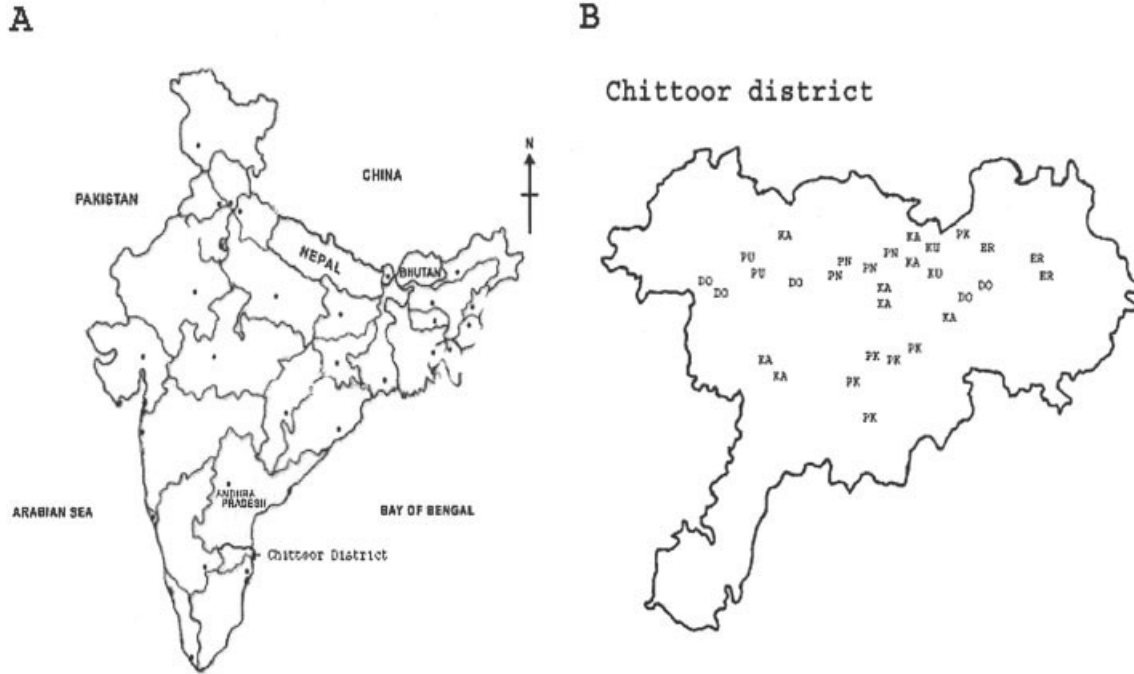 A
N
CHINA
PAKISTAN
NEPAL
BHUTAN
ANDHRA
PRADESH
ARABIAN SEA
BAY OF BENGAL
Chittoor District
B
Chittoor district
KA
KA
PK
KU
ER
PU
PN
PN
ER
PU
PN
PN
KA
KU
ER
DO
DO
DO
KA
DO
DO
KA
KA
KA
PK
PK
PK
KA
PK
PK